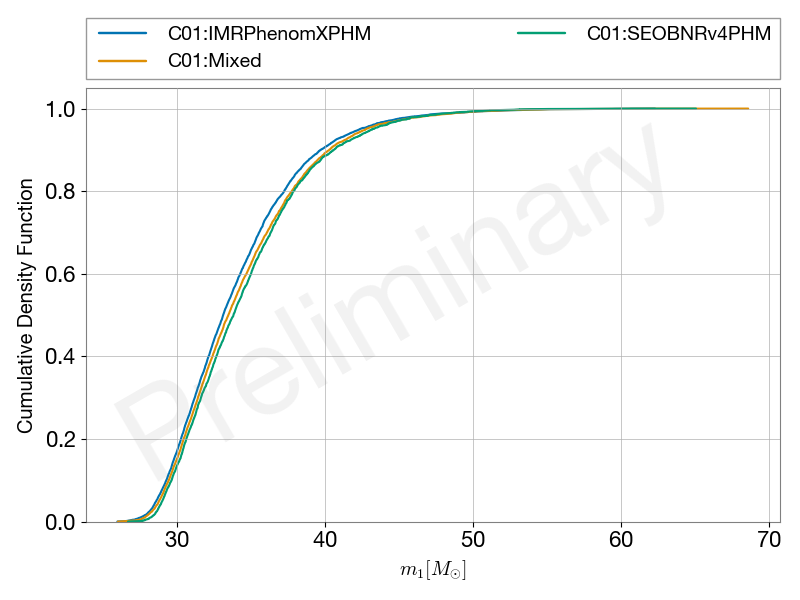 C01:IMRPhenomXPHM
C01:Mixed
C01:SEOBNRv4PHM
Cumulative Density Function
1.0
0.8
0.6
0.4
0.2
0.0
Preliminary
30 40 50 60 70
m₁[M⊙]